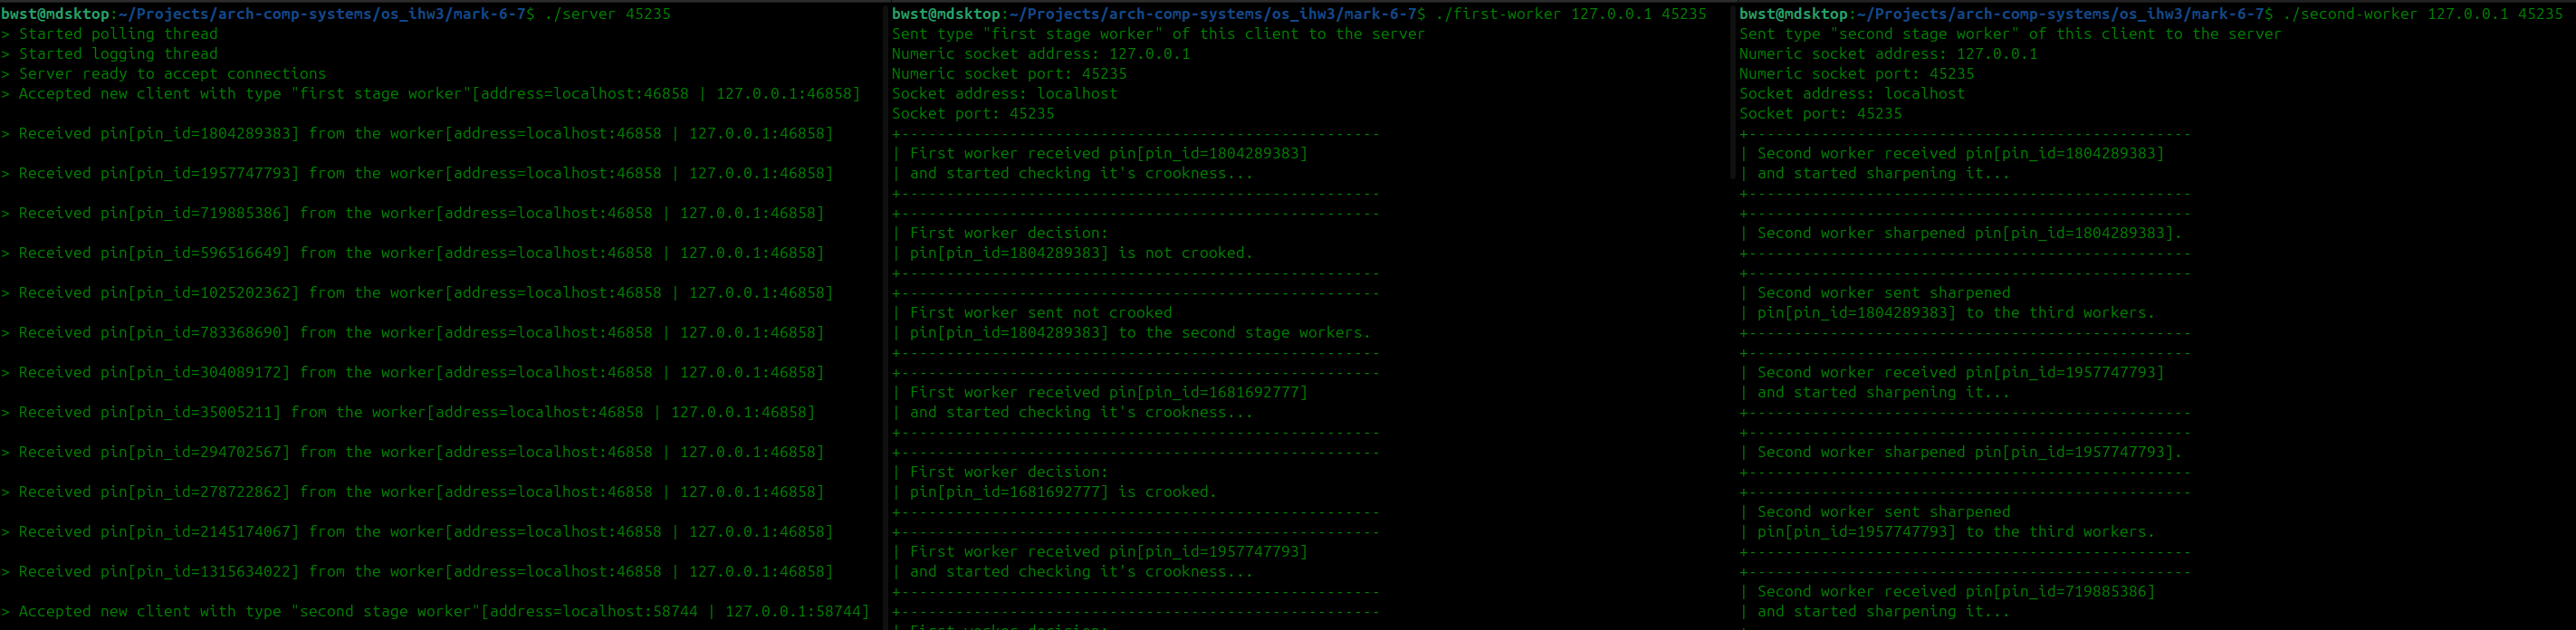 bwst@mdsktop:~/Projects/arch-comp-systems/os_ihw3/mark-6-7$ ./server 45235
> Started polling thread
> Started logging thread
> Server ready to accept connections
> Accepted new client with type "first stage worker"[address=localhost:46858 | 127.0.0.1:46858]
> Received pin[pin_id=1804289383] from the worker[address=localhost:46858 | 127.0.0.1:46858]
> Received pin[pin_id=1957747793] from the worker[address=localhost:46858 | 127.0.0.1:46858]
> Received pin[pin_id=719885386] from the worker[address=localhost:46858 | 127.0.0.1:46858]
> Received pin[pin_id=596516649] from the worker[address=localhost:46858 | 127.0.0.1:46858]
> Received pin[pin_id=1025202362] from the worker[address=localhost:46858 | 127.0.0.1:46858]
> Received pin[pin_id=783368690] from the worker[address=localhost:46858 | 127.0.0.1:46858]
> Received pin[pin_id=304089172] from the worker[address=localhost:46858 | 127.0.0.1:46858]
> Received pin[pin_id=35005211] from the worker[address=localhost:46858 | 127.0.0.1:46858]
> Received pin[pin_id=294702567] from the worker[address=localhost:46858 | 127.0.0.1:46858]
> Received pin[pin_id=278722862] from the worker[address=localhost:46858 | 127.0.0.1:46858]
> Received pin[pin_id=2145174067] from the worker[address=localhost:46858 | 127.0.0.1:46858]
> Received pin[pin_id=1315634022] from the worker[address=localhost:46858 | 127.0.0.1:46858]
> Accepted new client with type "second stage worker"[address=localhost:58744 | 127.0.0.1:58744]
bwst@mdsktop:~/Projects/arch-comp-systems/os_ihw3/mark-6-7$ ./first-worker 127.0.0.1 45235
Sent type "first stage worker" of this client to the server
Numeric socket address: 127.0.0.1
Numeric socket port: 45235
Socket address: localhost
Socket port: 45235
+-----------------------------------------------------
| First worker received pin[pin_id=1804289383]
| and started checking it's crookness...
+-----------------------------------------------------
+-----------------------------------------------------
| First worker decision:
| pin[pin_id=1804289383] is not crooked.
+-----------------------------------------------------
+-----------------------------------------------------
| First worker sent not crooked
| pin[pin_id=1804289383] to the second stage workers.
+-----------------------------------------------------
+-----------------------------------------------------
| First worker received pin[pin_id=1681692777]
| and started checking it's crookness...
+-----------------------------------------------------
+-----------------------------------------------------
| First worker decision:
| pin[pin_id=1681692777] is crooked.
+-----------------------------------------------------
+-----------------------------------------------------
| First worker received pin[pin_id=1957747793]
| and started checking it's crookness...
+-----------------------------------------------------
+-----------------------------------------------------
| First worker decision:
bwst@mdsktop:~/Projects/arch-comp-systems/os_ihw3/mark-6-7$ ./second-worker 127.0.0.1 45235
Sent type "second stage worker" of this client to the server
Numeric socket address: 127.0.0.1
Numeric socket port: 45235
Socket address: localhost
Socket port: 45235
+-------------------------------------------------
| Second worker received pin[pin_id=1804289383]
| and started sharpening it...
+-------------------------------------------------
+-------------------------------------------------
| Second worker sharpened pin[pin_id=1804289383].
+-------------------------------------------------
+-------------------------------------------------
| Second worker sent sharpened
| pin[pin_id=1804289383] to the third workers.
+-------------------------------------------------
+-------------------------------------------------
| Second worker received pin[pin_id=1957747793]
| and started sharpening it...
+-------------------------------------------------
+-------------------------------------------------
| Second worker sharpened pin[pin_id=1957747793].
+-------------------------------------------------
+-------------------------------------------------
| Second worker sent sharpened
| pin[pin_id=1957747793] to the third workers.
+-------------------------------------------------
+-------------------------------------------------
| Second worker received pin[pin_id=719885386]
| and started sharpening it...